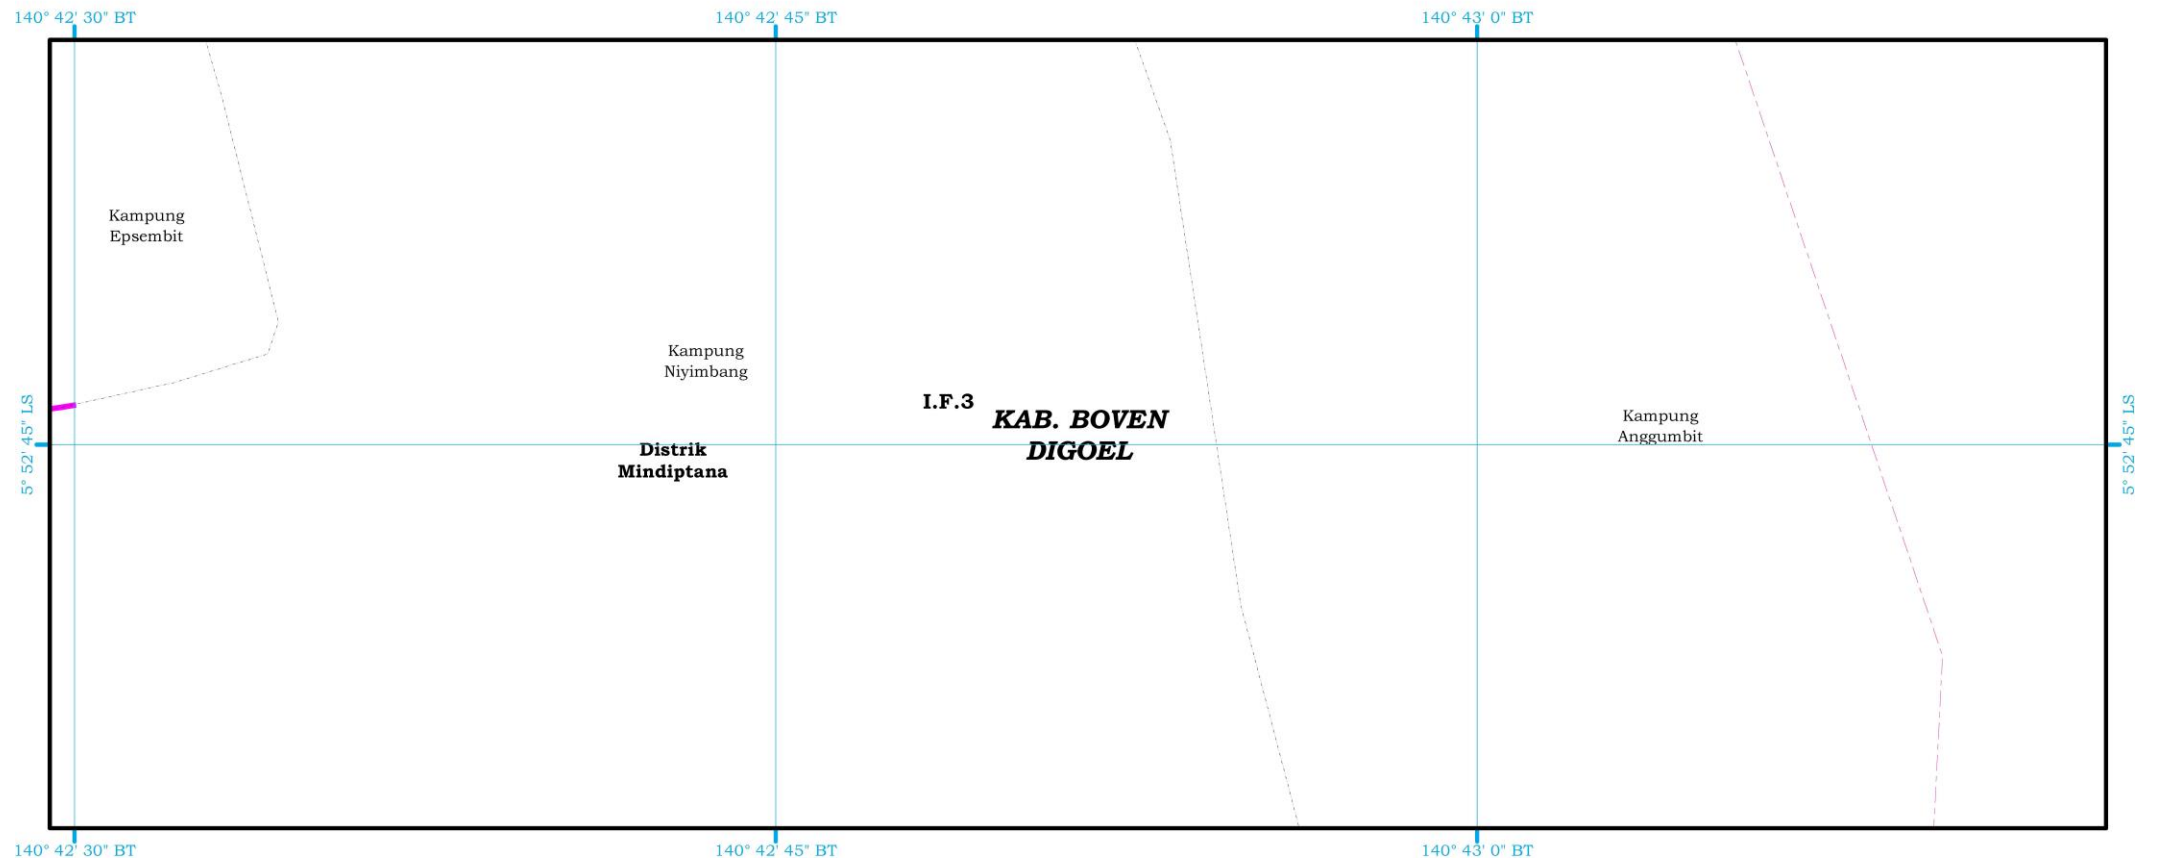 140° 42' 30" BT
140° 42' 45" BT
140° 43' 0" BT
Kampung
Epsembit
Kampung
Niyimbang
I.F.3
KAB. BOVEN
DIGOEL
Kampung
Anggumbit
Distrik
Mindiptana
5° 52' 45" LS
5° 52' 45" LS
140° 42' 30" BT
140° 42' 45" BT
140° 43' 0" BT